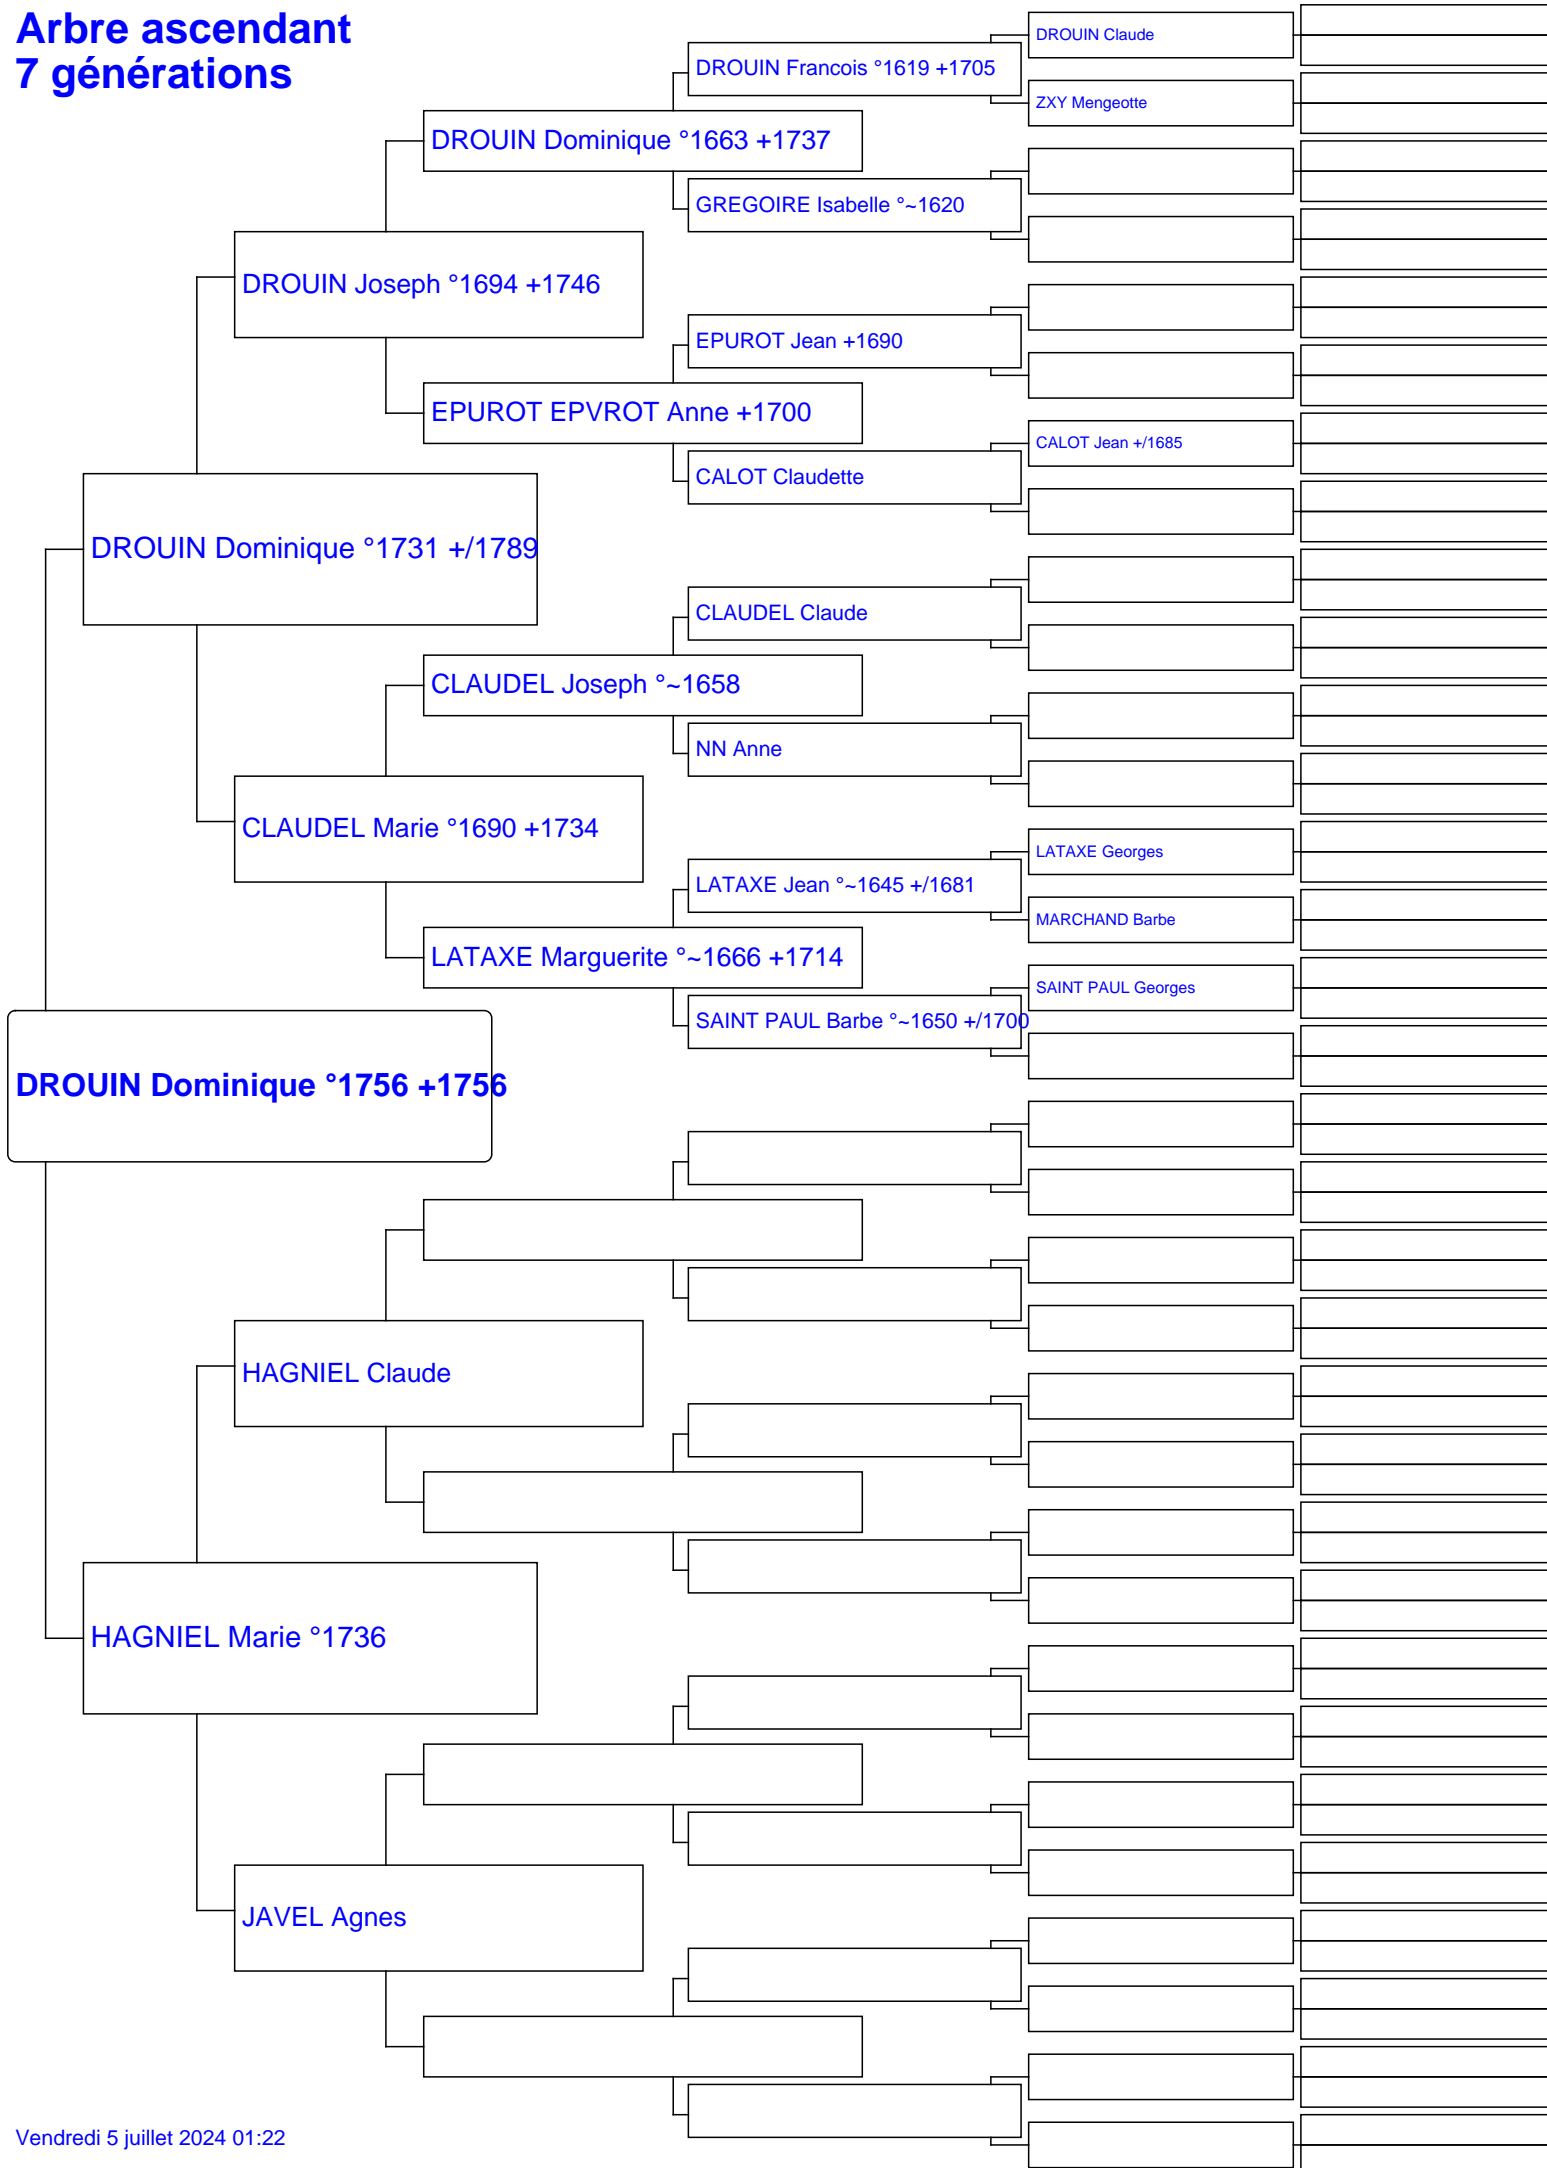 Arbre ascendant
7 générations
DROUIN Claude
DROUIN Francois °1619 +1705
ZXY Mengeotte
DROUIN Dominique °1663 +1737
GREGOIRE Isabelle °~1620
DROUIN Joseph °1694 +1746
EPUROT Jean +1690
EPUROT EPVROT Anne +1700
CALOT Jean +/1685
CALOT Claudette
DROUIN Dominique °1731 +/1789
CLAUDEL Claude
CLAUDEL Joseph °~1658
NN Anne
CLAUDEL Marie °1690 +1734
LATAXE Georges
LATAXE Jean °~1645 +/1681
MARCHAND Barbe
LATAXE Marguerite °~1666 +1714
SAINT PAUL Georges
SAINT PAUL Barbe °~1650 +/1700
DROUIN Dominique °1756 +1756
HAGNIEL Claude
HAGNIEL Marie °1736
JAVEL Agnes
Vendredi 5 juillet 2024 01:22